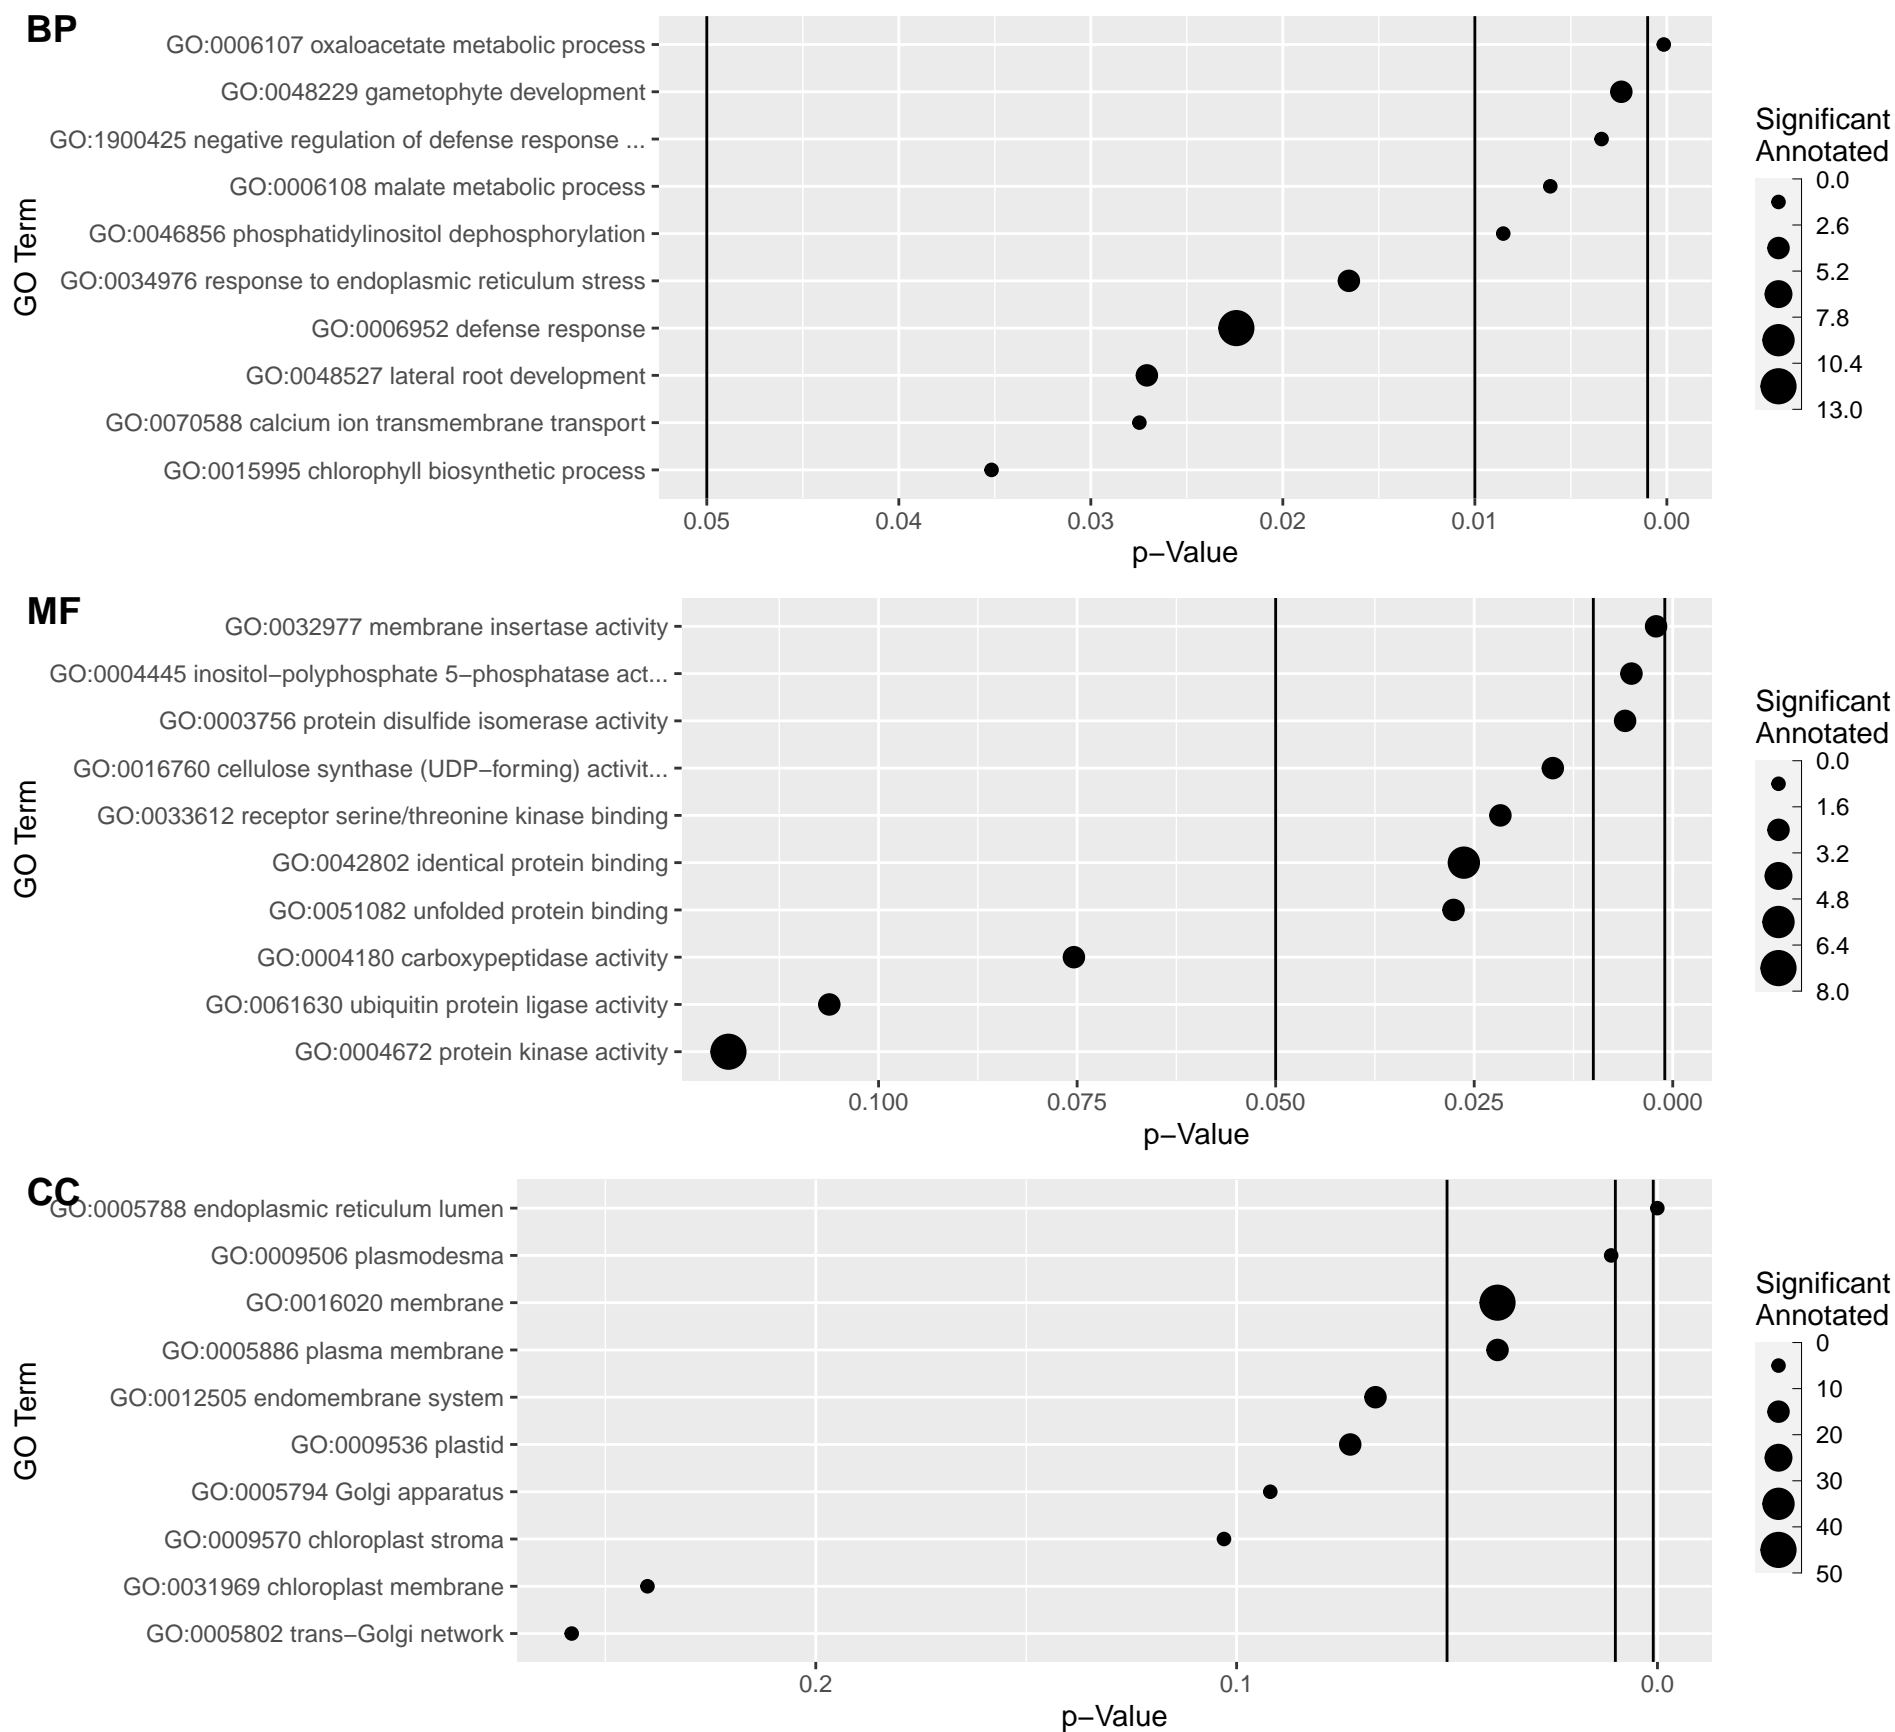 BP
GO Term
GO:0006107 oxaloacetate metabolic process
GO:0048229 gametophyte development
GO:1900425 negative regulation of defense response ...
GO:0006108 malate metabolic process
GO:0046856 phosphatidylinositol dephosphorylation
GO:0034976 response to endoplasmic reticulum stress
GO:0006952 defense response
GO:0048527 lateral root development
GO:0070588 calcium ion transmembrane transport
GO:0015995 chlorophyll biosynthetic process
0.05 0.04 0.03 0.02 0.01 0.00
p−Value
Significant
Annotated
0.0
2.6
5.2
7.8
10.4
13.0
MF
GO Term
GO:0032977 membrane insertase activity
GO:0004445 inositol−polyphosphate 5−phosphatase act...
GO:0003756 protein disulfide isomerase activity
GO:0016760 cellulose synthase (UDP−forming) activit...
GO:0033612 receptor serine/threonine kinase binding
GO:0042802 identical protein binding
GO:0051082 unfolded protein binding
GO:0004180 carboxypeptidase activity
GO:0061630 ubiquitin protein ligase activity
GO:0004672 protein kinase activity
0.100 0.075 0.050 0.025 0.000
p−Value
Significant
Annotated
0.0
1.6
3.2
4.8
6.4
8.0
CC
GO Term
GO:0005788 endoplasmic reticulum lumen
GO:0009506 plasmodesma
GO:0016020 membrane
GO:0005886 plasma membrane
GO:0012505 endomembrane system
GO:0009536 plastid
GO:0005794 Golgi apparatus
GO:0009570 chloroplast stroma
GO:0031969 chloroplast membrane
GO:0005802 trans−Golgi network
0.2 0.1 0.0
p−Value
Significant
Annotated
0
10
20
30
40
50